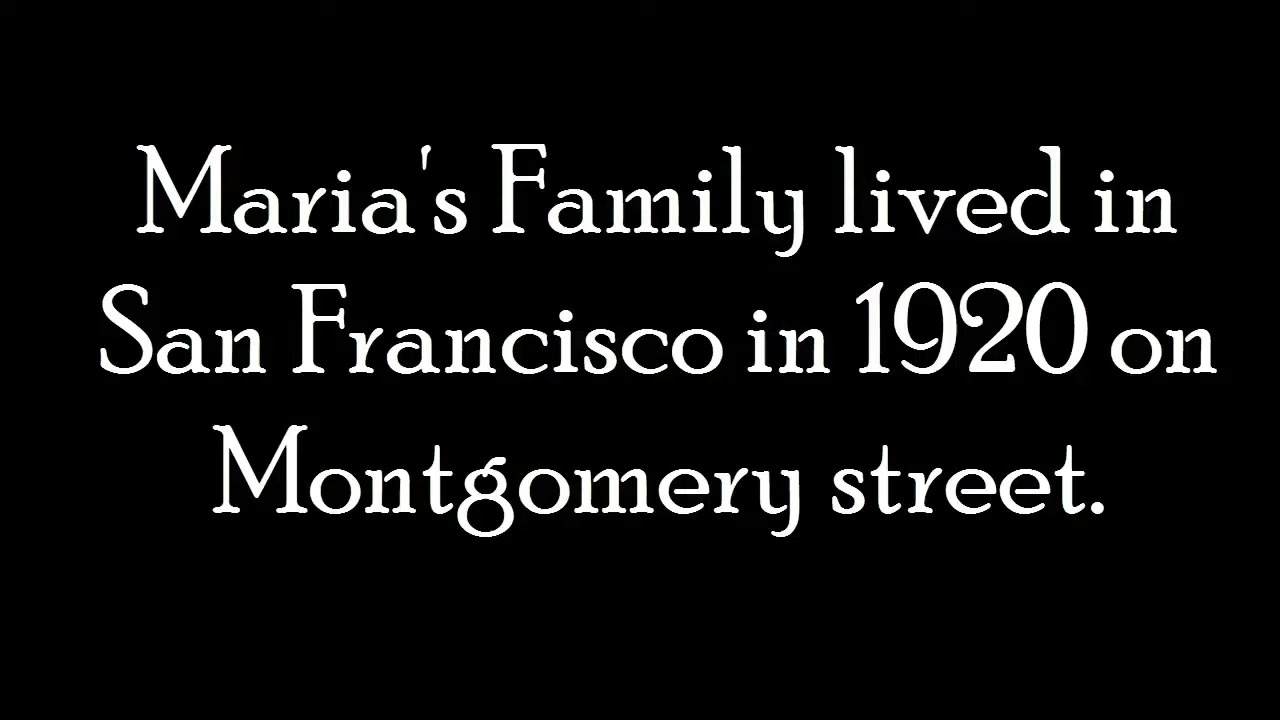 Maria's Family lived in
San Francisco in 1920 on
Montgomery street.